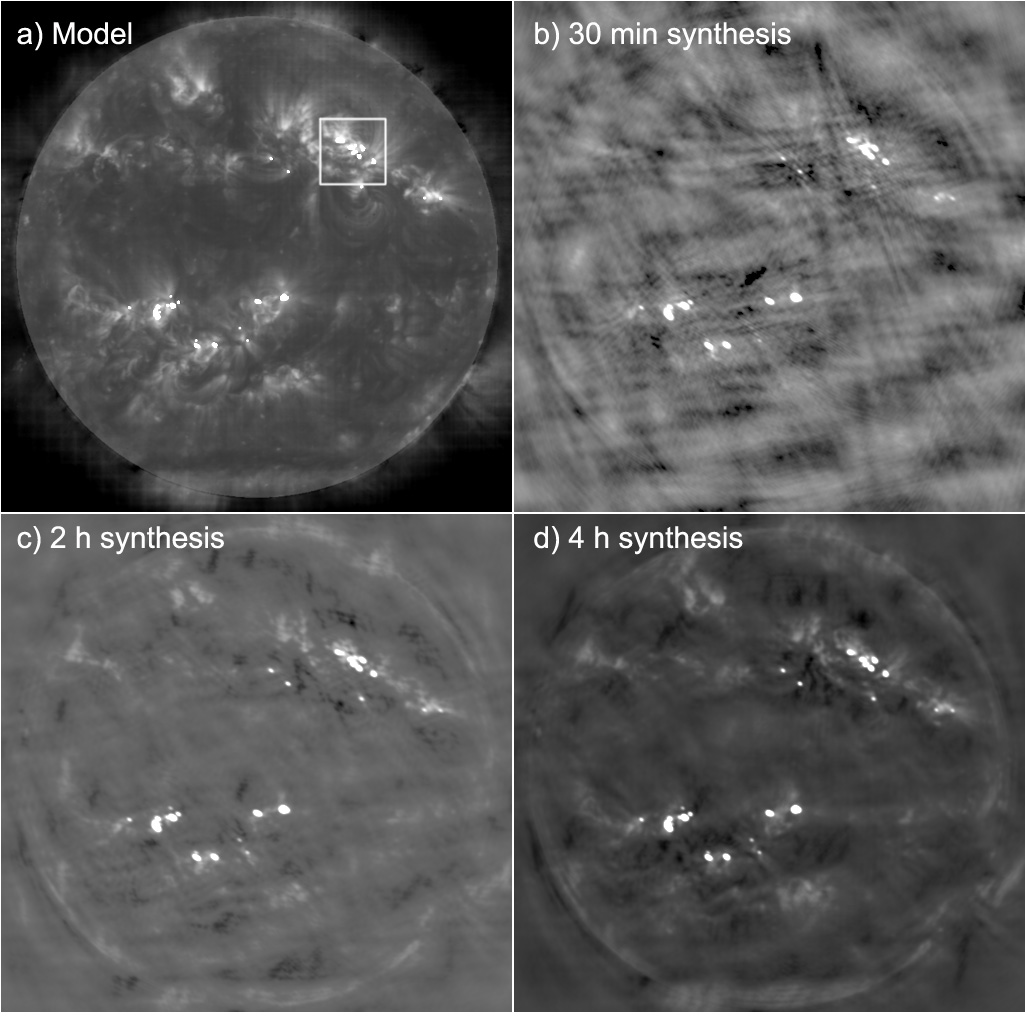 a) Model
b) 30 min synthesis
c) 2 h synthesis
d) 4 h synthesis